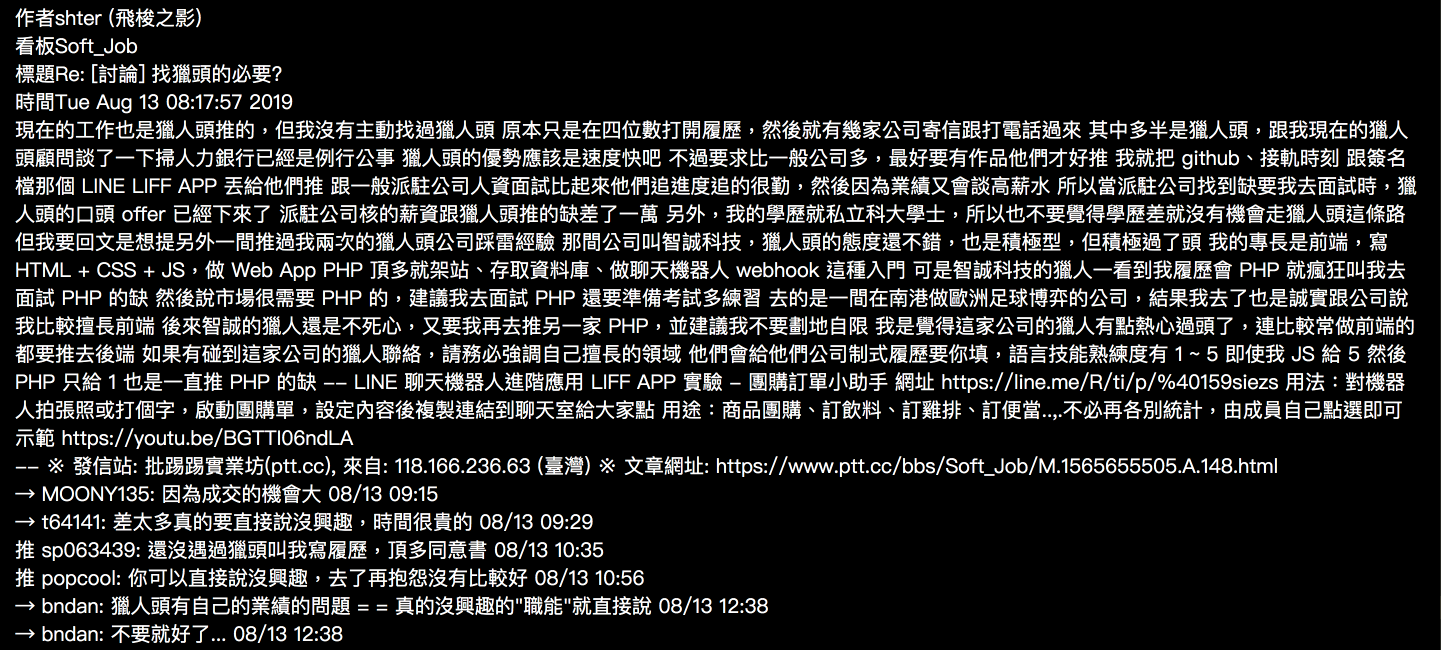 作者shter (飛梭之影)
看板Soft_Job
標題Re: [討論] 找獵頭的必要?
時間Tue Aug 13 08:17:57 2019
現在的工作也是獵人頭推的，但我沒有主動找過獵人頭 原本只是在四位數打開履歷，然後就有幾家公司寄信跟打電話過來 其中多半是獵人頭，跟我現在的獵人
頭顧問談了一下掃人力銀行已經是例行公事 獵人頭的優勢應該是速度快吧 不過要求比一般公司多，最好要有作品他們才好推 我就把 github、接軌時刻 跟簽名
檔那個 LINE LIFF APP 丟給他們推 跟一般派駐公司人資面試比起來他們追進度追的很勤，然後因為業績又會談高薪水 所以當派駐公司找到缺要我去面試時，獵
人頭的口頭 offer 已經下來了 派駐公司核的薪資跟獵人頭推的缺差了一萬 另外，我的學歷就私立科大學士，所以也不要覺得學歷差就沒有機會走獵人頭這條路
但我要回文是想提另外一間推過我兩次的獵人頭公司踩雷經驗 那間公司叫智誠科技，獵人頭的態度還不錯，也是積極型，但積極過了頭 我的專長是前端，寫
HTML + CSS + JS，做 Web App PHP 頂多就架站、存取資料庫、做聊天機器人 webhook 這種入門 可是智誠科技的獵人一看到我履歷會 PHP 就瘋狂叫我去
面試 PHP 的缺 然後說市場很需要 PHP 的，建議我去面試 PHP 還要準備考試多練習 去的是一間在南港做歐洲足球博弈的公司，結果我去了也是誠實跟公司說
我比較擅長前端 後來智誠的獵人還是不死心，又要我再去推另一家 PHP，並建議我不要劃地自限 我是覺得這家公司的獵人有點熱心過頭了，連比較常做前端的
都要推去後端 如果有碰到這家公司的獵人聯絡，請務必強調自己擅長的領域 他們會給他們公司制式履歷要你填，語言技能熟練度有 1 ~ 5 即使我 JS 給 5 然後
PHP 只給 1 也是一直推 PHP 的缺 -- LINE 聊天機器人進階應用 LIFF APP 實驗 - 團購訂單小助手 網址 https://line.me/R/ti/p/%40159siezs 用法：對機器
人拍張照或打個字，啟動團購單，設定內容後複製連結到聊天室給大家點 用途：商品團購、訂飲料、訂雞排、訂便當..,.不必再各別統計，由成員自己點選即可
示範 https://youtu.be/BGTTI06ndLA
-- ※ 發信站: 批踢踢實業坊(ptt.cc), 來自: 118.166.236.63 (臺灣) ※ 文章網址: https://www.ptt.cc/bbs/Soft_Job/M.1565655505.A.148.html
→ MOONY135: 因為成交的機會大 08/13 09:15
→ t64141: 差太多真的要直接說沒興趣，時間很貴的 08/13 09:29
推 sp063439: 還沒遇過獵頭叫我寫履歷，頂多同意書 08/13 10:35
推 popcool: 你可以直接說沒興趣，去了再抱怨沒有比較好 08/13 10:56
→ bndan: 獵人頭有自己的業績的問題 = = 真的沒興趣的"職能"就直接說 08/13 12:38
→ bndan: 不要就好了... 08/13 12:38